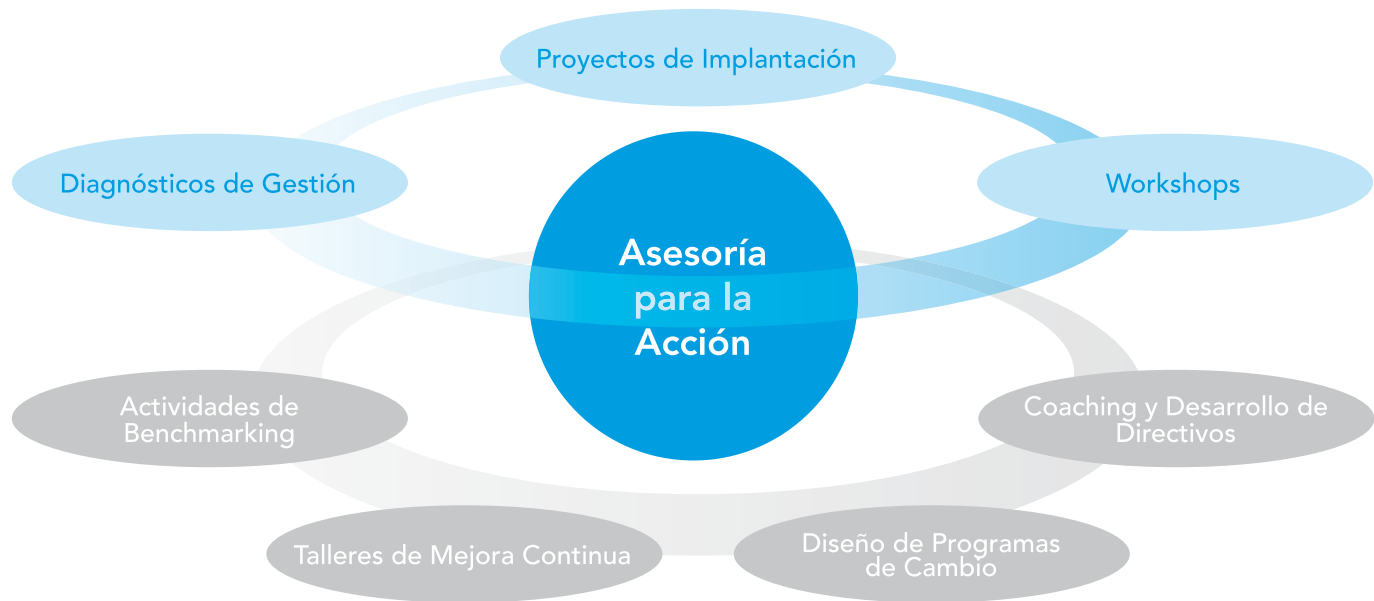 Proyectos de Implantación
Diagnósticos de Gestión
Workshops
Asesoría
para la
Acción
Actividades de
Benchmarking
Coaching y Desarrollo de
Directivos
Talleres de Mejora Continua
Diseño de Programas
de Cambio